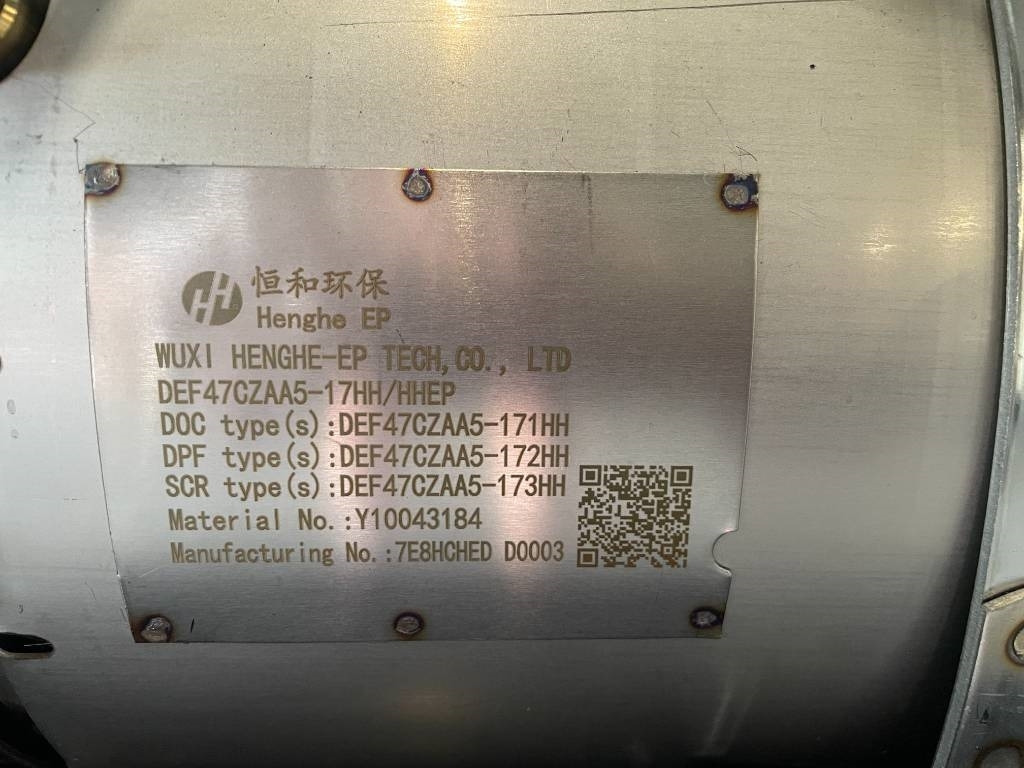 恒和环保
Henghe EP
WUXI HENGHE-EP TECH,CO., LTD
DEF47CZAA5-17HH/HHEP
DOC type(s):DEF47CZAA5-171HH
DPF type(s):DEF47CZAA5-172HH
SCR type(s):DEF47CZAA5-173HH
Material No.:Y10043184
Manufacturing No.:7E8HCHED D0003